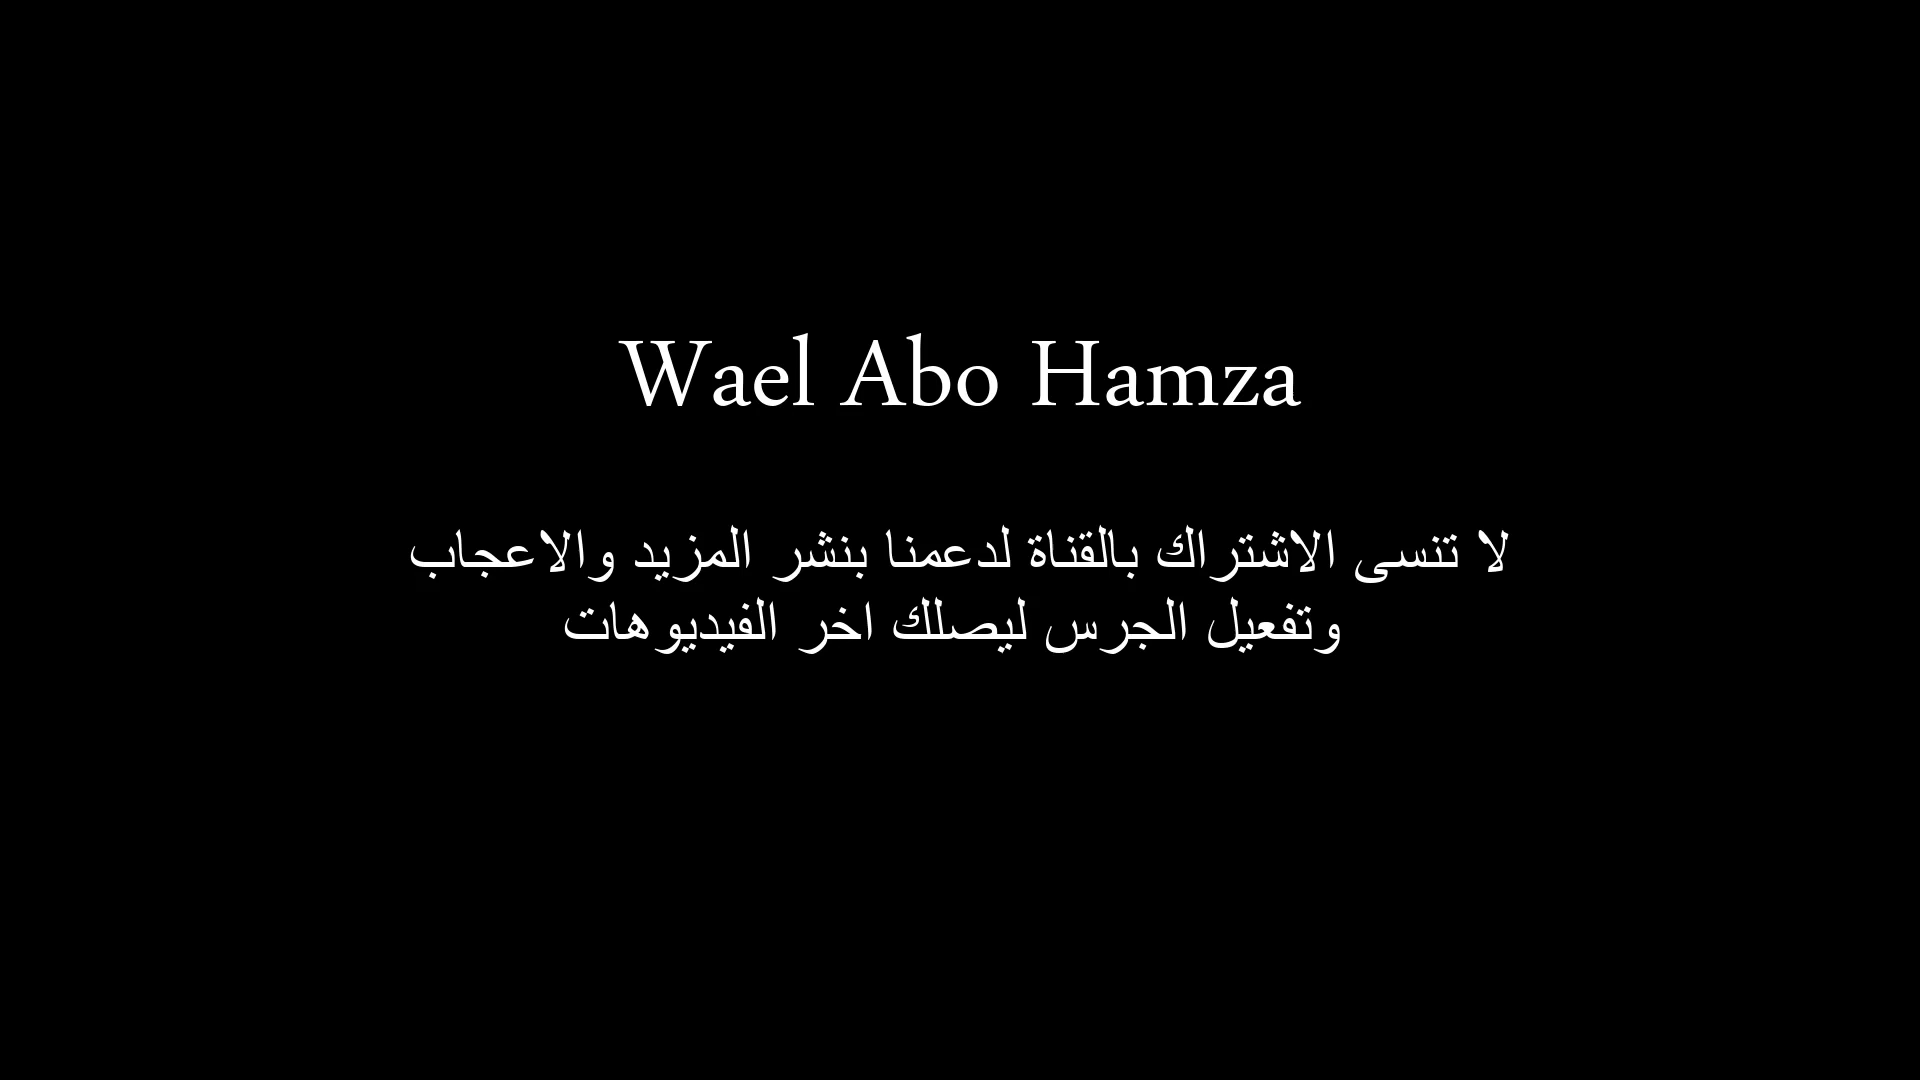 Wael Abo Hamza
لا تنسى الاشتراك بالقناة لدعمنا بنشر المزيد والاعجاب
وتفعيل الجرس ليصلك اخر الفيديوهات